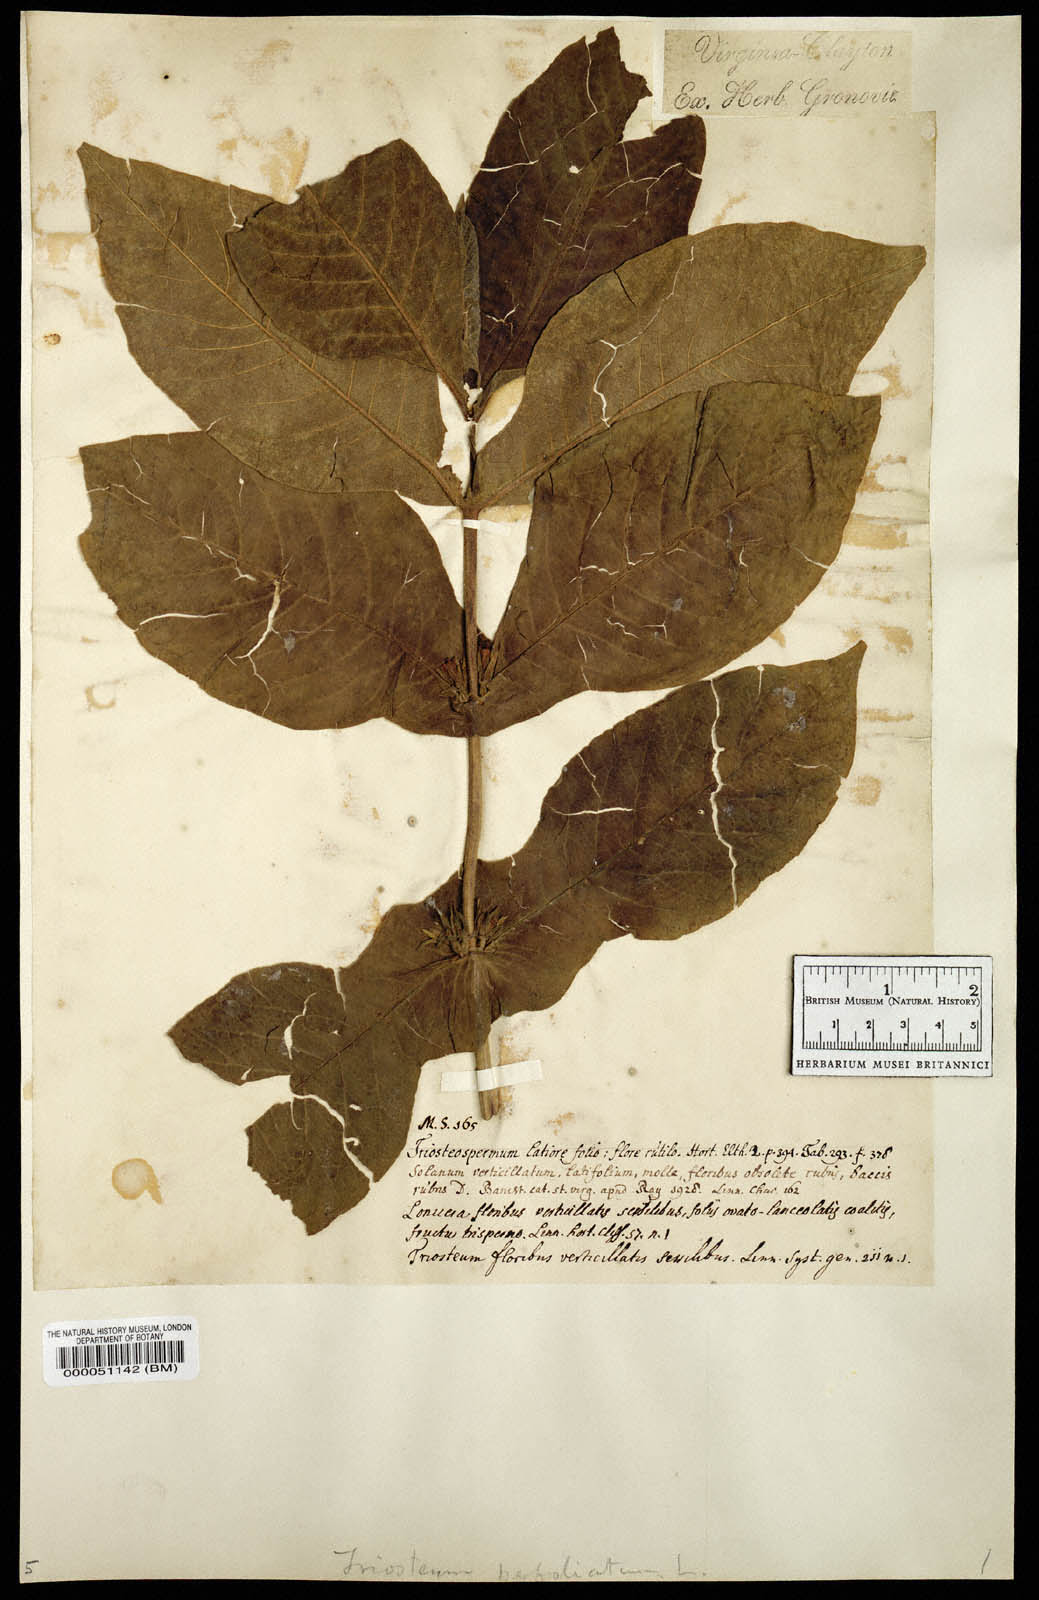 Virginia - Clayton
Ex. Herb. Gronovii
1 2
BRITISH MUSEUM (NATURAL HISTORY)
1 2 3 4 5
HERBARIUM MUSEI BRITANNICI
M. S. 165
Triosteospermum latiore folio: flore rutilo. Hort. Elth. 2. p. 394. Tab. 293. f. 378
Solanum verticillatum, latifolium, molle, floribus obsolete rubris, baccis
rubris D. Banist. cat. st. virg. apud Ray 1928. Linn. Char. 162
Lonicera floribus verticillatis sessilibus, foliis ovato-lanceolatis coalitis,
fructu trispermo. Linn. hort. Cliff. 57. n. 1
Triosteum floribus verticillatis sessilibus. Linn. Syst. gen. 211 n. 1.
THE NATURAL HISTORY MUSEUM, LONDON
DEPARTMENT OF BOTANY
000051142 (BM)
5 Triosteum perfoliatum L. 1